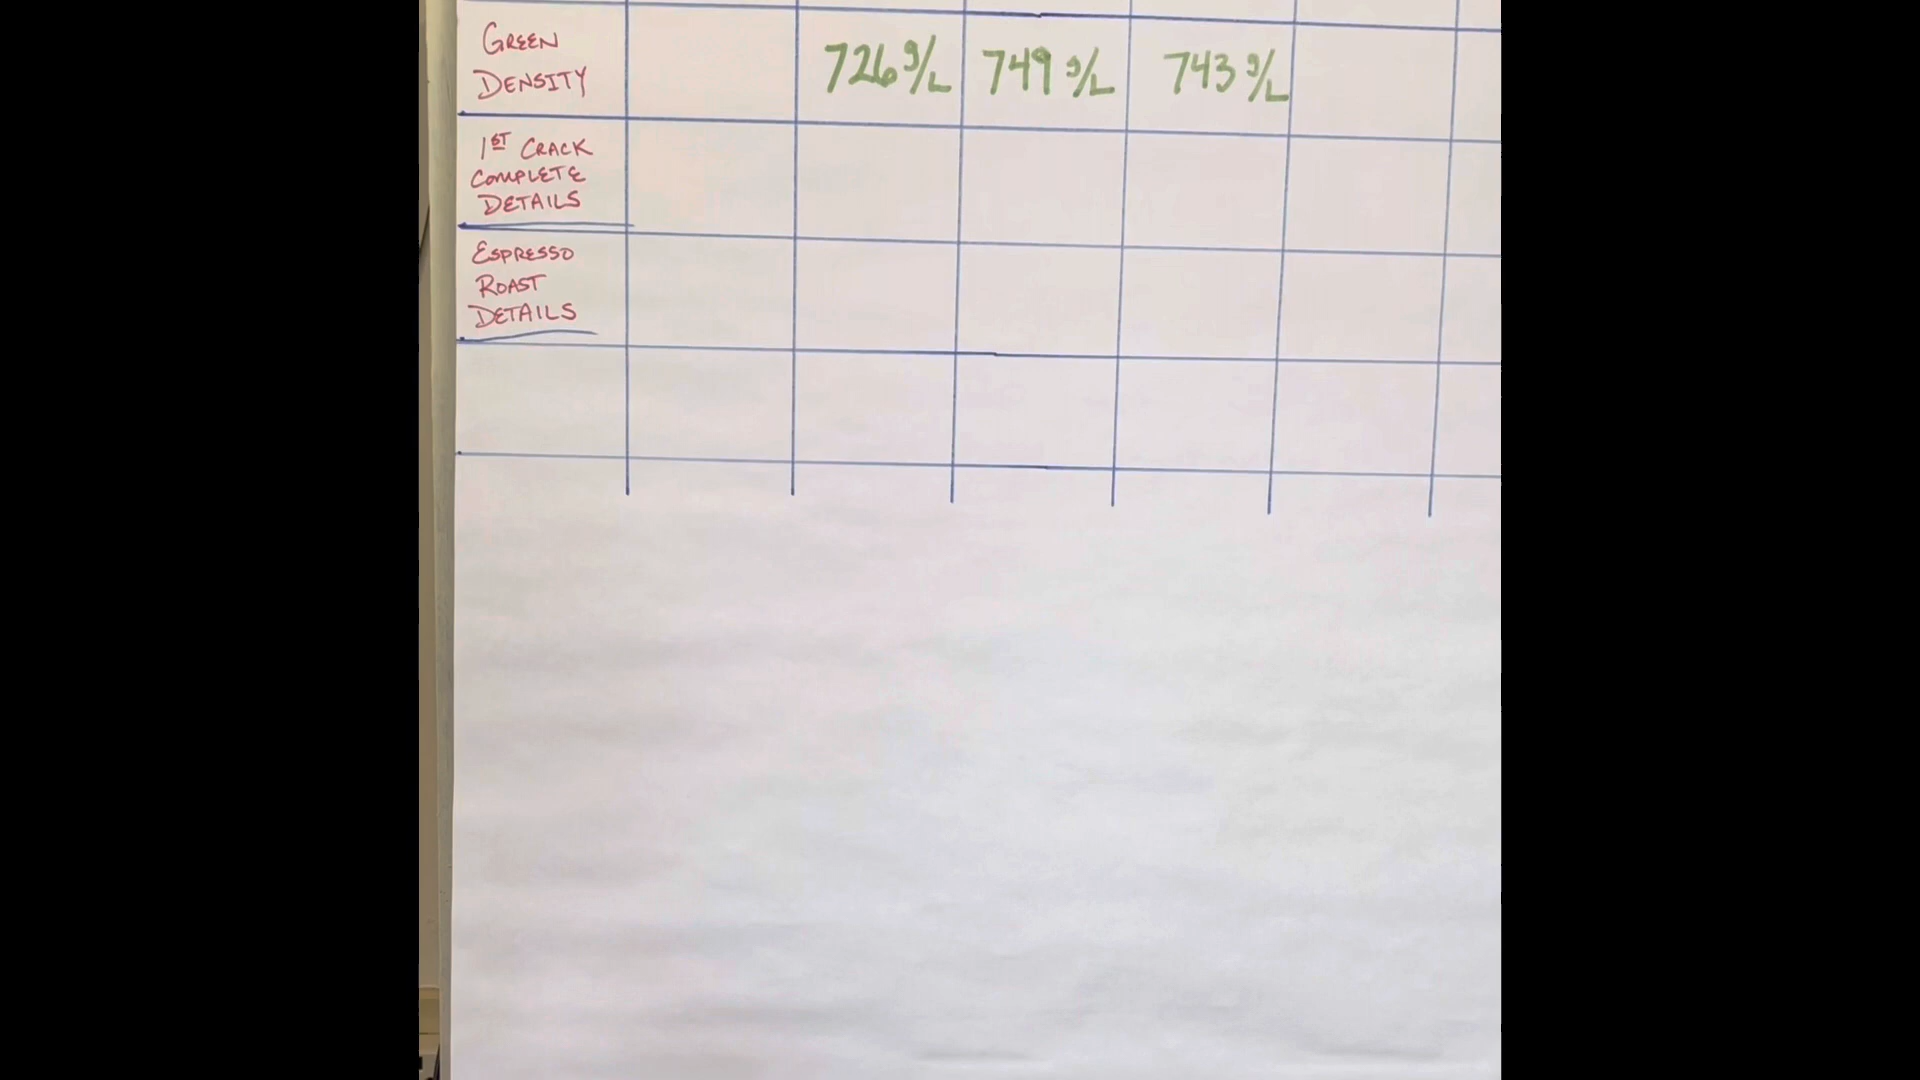 GREEN
DENSITY
726 g/L 749 g/L 743 g/L
1ST CRACK
COMPLETE
DETAILS
ESPRESSO
ROAST
DETAILS